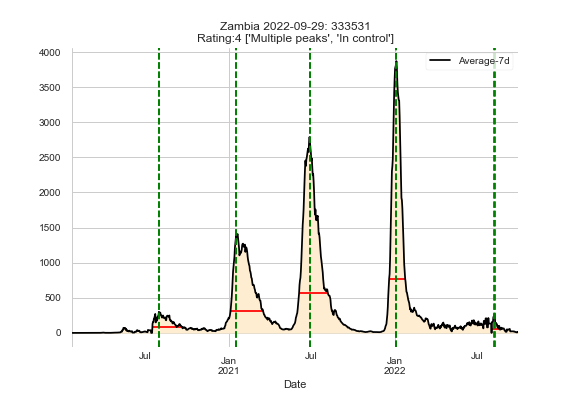 Zambia 2022-09-29: 333531
Rating:4 ['Multiple peaks', 'In control']
Average-7d
4000
3500
3000
2500
2000
1500
1000
500
0
Jul
Jan
2021
Jul
Jan
2022
Jul
Date